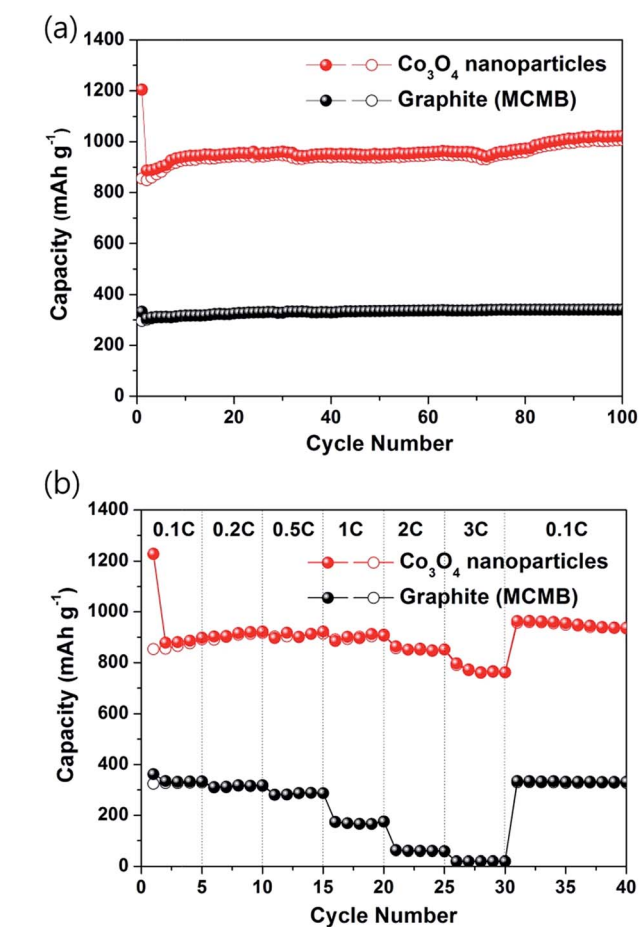 (a)
1400
1200
1000
800
600
400
200
0
Capacity (mAh g⁻¹)
Co₃O₄ nanoparticles
Graphite (MCMB)
0 20 40 60 80 100
Cycle Number
(b)
1400
1200
1000
800
600
400
200
0
Capacity (mAh g⁻¹)
0.1C 0.2C 0.5C 1C 2C 3C 0.1C
Co₃O₄ nanoparticles
Graphite (MCMB)
0 5 10 15 20 25 30 35 40
Cycle Number